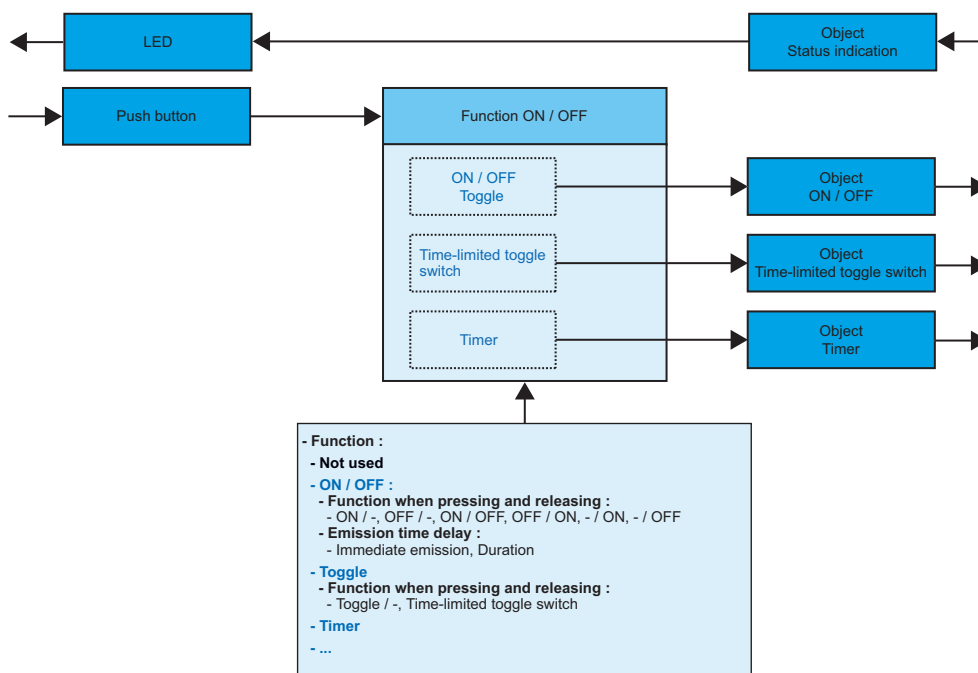 LED
Object
Status indication
Push button
Function ON / OFF
ON / OFF
Toggle
Object
ON / OFF
Time-limited toggle
switch
Object
Time-limited toggle switch
Timer
Object
Timer
- Function :
- Not used
- ON / OFF :
- Function when pressing and releasing :
- ON / -, OFF / -, ON / OFF, OFF / ON, - / ON, - / OFF
- Emission time delay :
- Immediate emission, Duration
- Toggle
- Function when pressing and releasing :
- Toggle / -, Time-limited toggle switch
- Timer
- ...